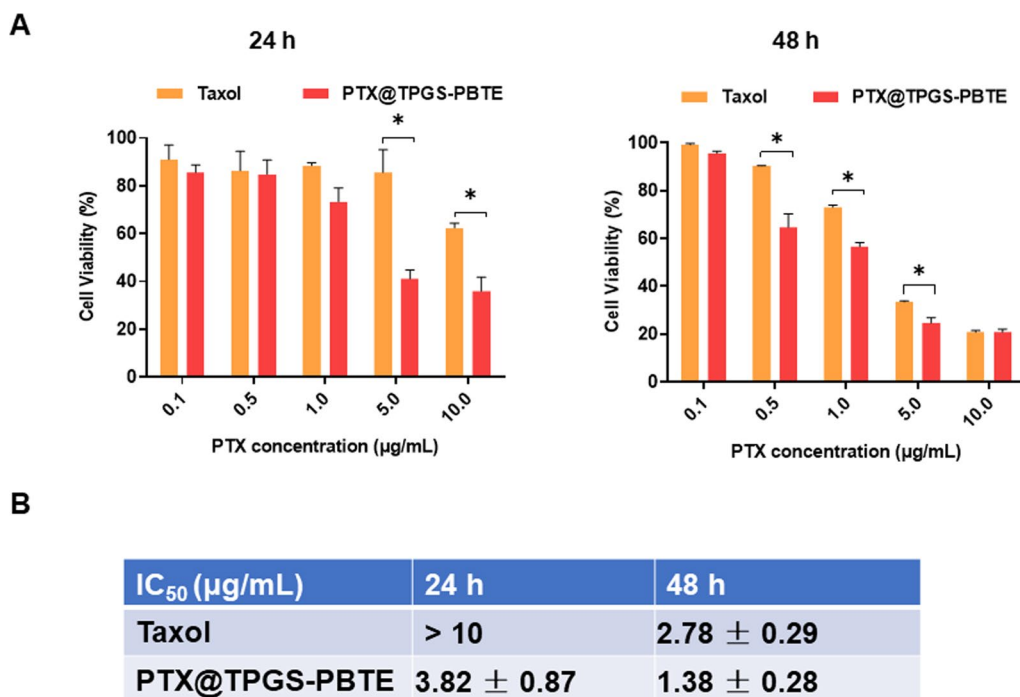 A
24 h
Taxol PTX@TPGS-PBTE
* *
Cell Viability (%)
100
80
60
40
20
0
0.1 0.5 1.0 5.0 10.0
PTX concentration (µg/mL)
48 h
Taxol PTX@TPGS-PBTE
* * *
Cell Viability (%)
100
80
60
40
20
0
0.1 0.5 1.0 5.0 10.0
PTX concentration (µg/mL)
B
IC₅₀ (µg/mL) 24 h 48 h
Taxol > 10 2.78 ± 0.29
PTX@TPGS-PBTE 3.82 ± 0.87 1.38 ± 0.28